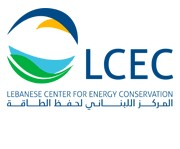 LCEC
LEBANESE CENTER FOR ENERGY CONSERVATION
المركز اللبناني لحفظ الطاقة